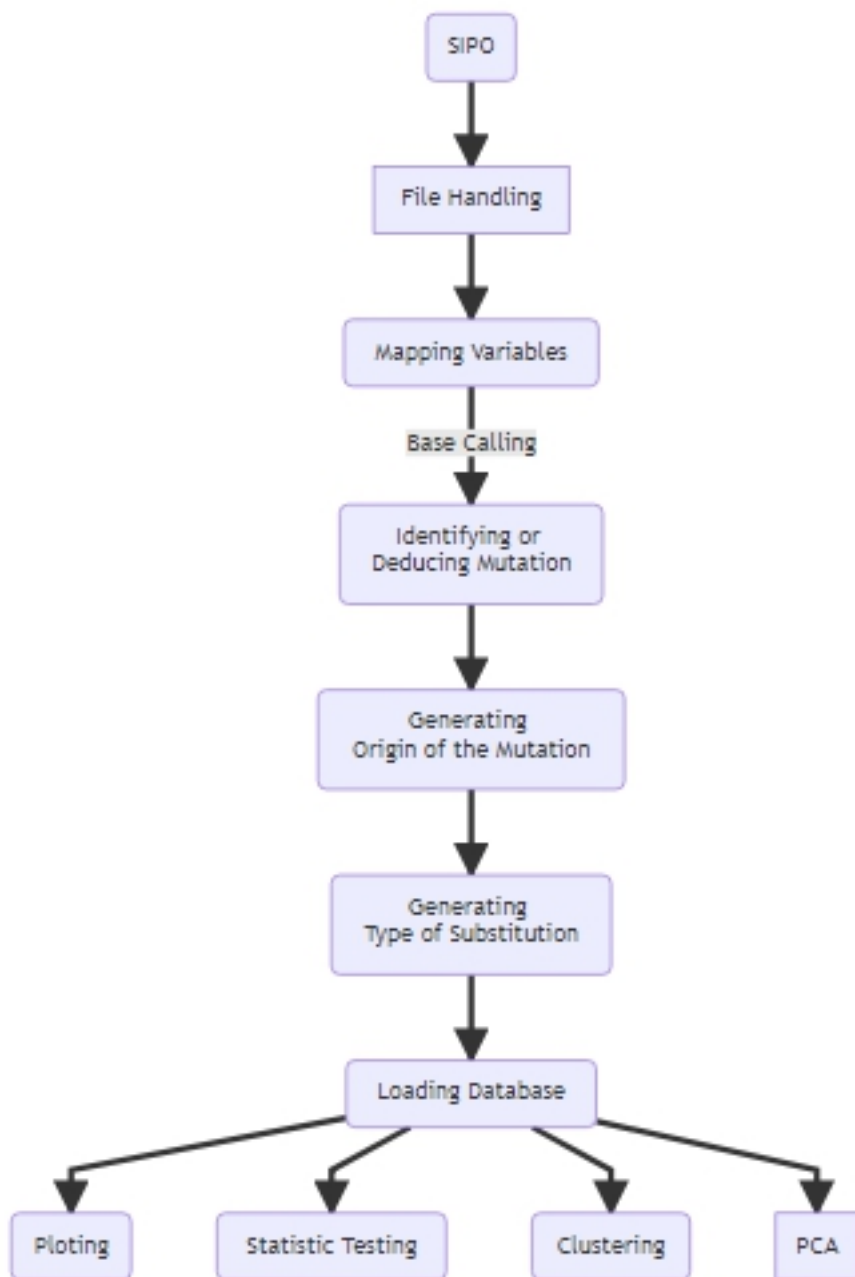 SIPO
File Handling
Mapping Variables
Base Calling
Identifying or
Deducing Mutation
Generating
Origin of the Mutation
Generating
Type of Substitution
Loading Database
Ploting
Statistic Testing
Clustering
PCA